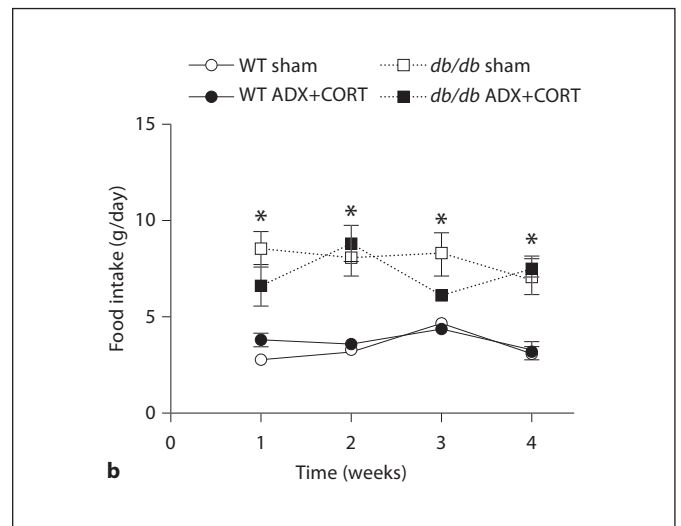 WT sham db/db sham
WT ADX+CORT db/db ADX+CORT
15
10
5
0
Food intake (g/day)
* * * *
0 1 2 3 4
Time (weeks)
b